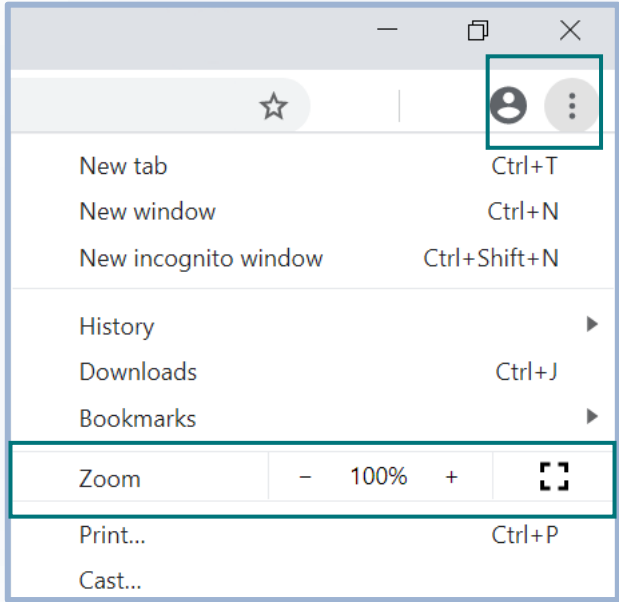 New tab Ctrl+T
New window Ctrl+N
New incognito window Ctrl+Shift+N
History
Downloads Ctrl+J
Bookmarks
Zoom - 100% +
Print... Ctrl+P
Cast...